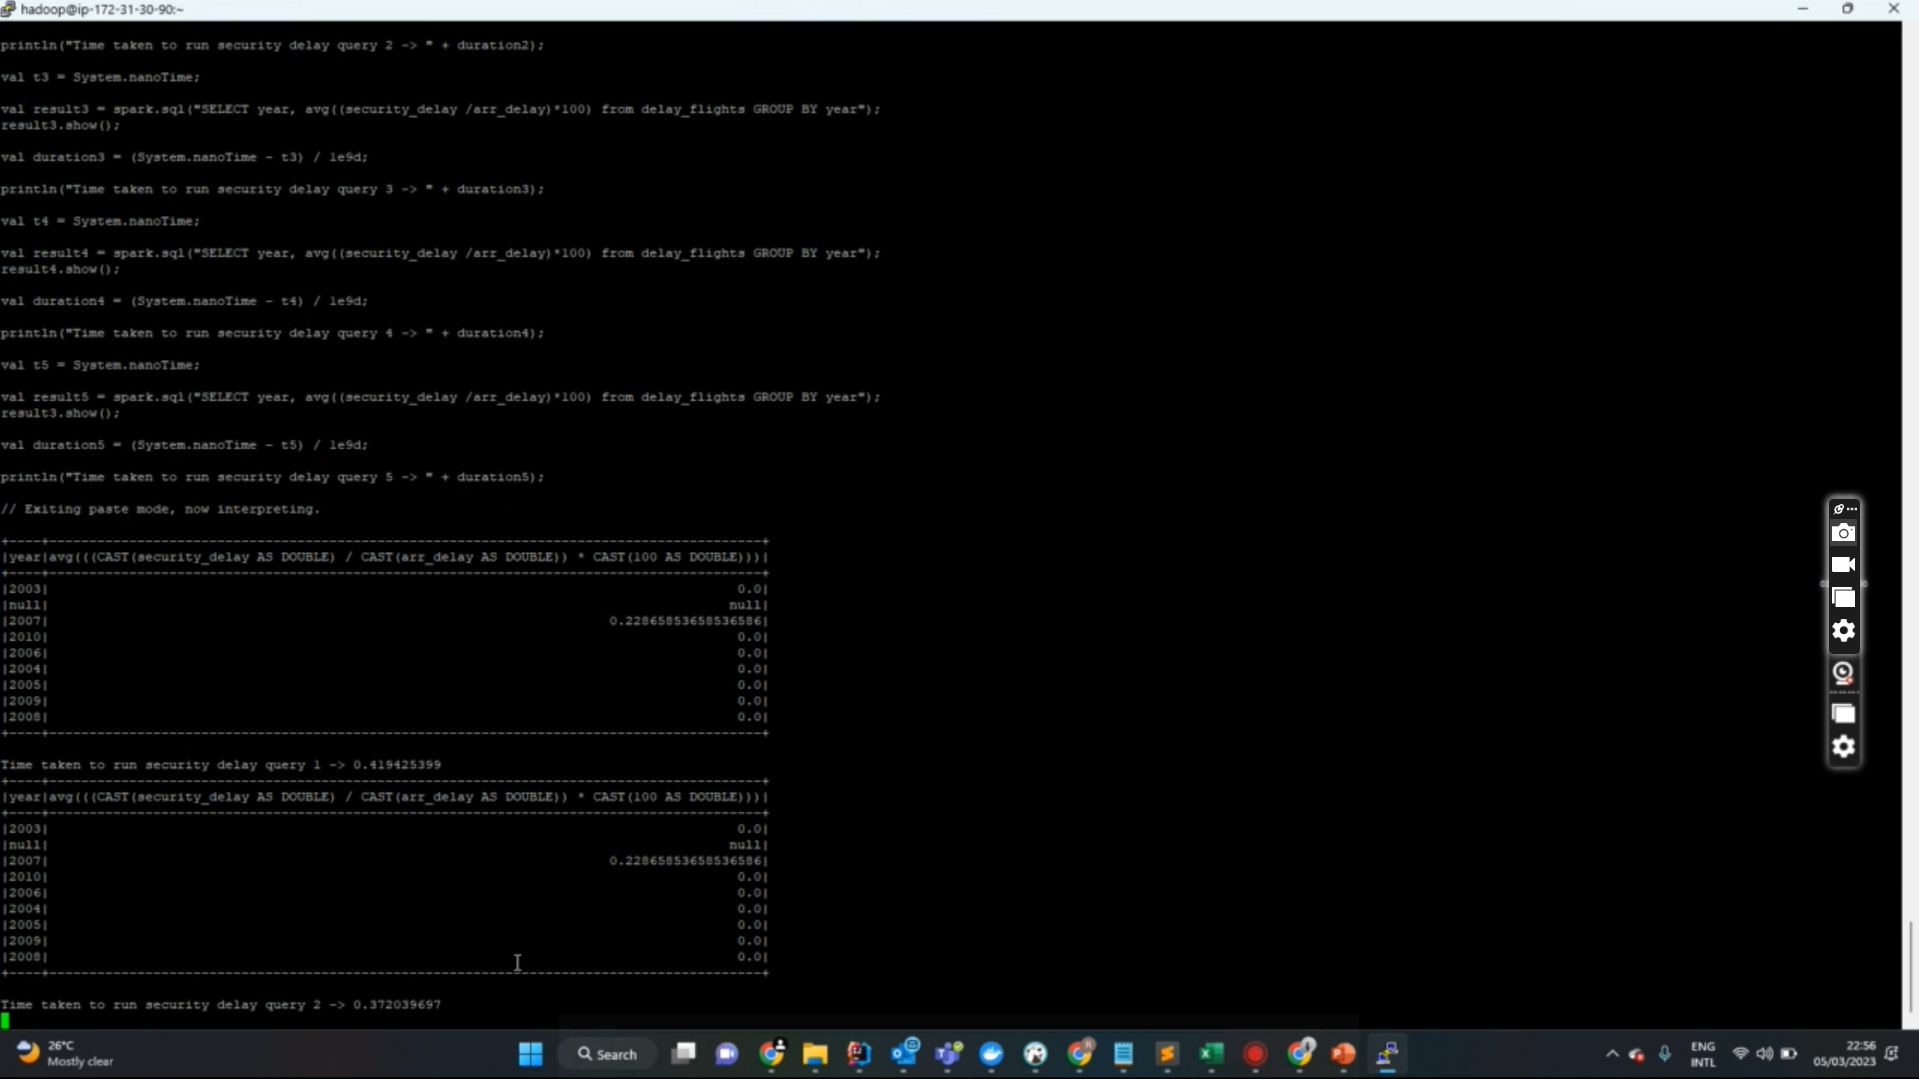 hadoop@ip-172-31-30-90:~
println("Time taken to run security delay query 2 -> " + duration2);
val t3 = System.nanoTime;
val result3 = spark.sql("SELECT year, avg((security_delay /arr_delay)*100) from delay_flights GROUP BY year");
result3.show();
val duration3 = (System.nanoTime - t3) / 1e9d;
println("Time taken to run security delay query 3 -> " + duration3);
val t4 = System.nanoTime;
val result4 = spark.sql("SELECT year, avg((security_delay /arr_delay)*100) from delay_flights GROUP BY year");
result4.show();
val duration4 = (System.nanoTime - t4) / 1e9d;
println("Time taken to run security delay query 4 -> " + duration4);
val t5 = System.nanoTime;
val result5 = spark.sql("SELECT year, avg((security_delay /arr_delay)*100) from delay_flights GROUP BY year");
result3.show();
val duration5 = (System.nanoTime - t5) / 1e9d;
println("Time taken to run security delay query 5 -> " + duration5);
// Exiting paste mode, now interpreting.
+----+-----------------------------------------------------------------------------------------+
|year|avg(((CAST(security_delay AS DOUBLE) / CAST(arr_delay AS DOUBLE)) * CAST(100 AS DOUBLE)))|
+----+-----------------------------------------------------------------------------------------+
|2003| 0.0|
|null| null|
|2007| 0.22865853658536586|
|2010| 0.0|
|2006| 0.0|
|2004| 0.0|
|2005| 0.0|
|2009| 0.0|
|2008| 0.0|
+----+-----------------------------------------------------------------------------------------+
Time taken to run security delay query 1 -> 0.419425399
+----+-----------------------------------------------------------------------------------------+
|year|avg(((CAST(security_delay AS DOUBLE) / CAST(arr_delay AS DOUBLE)) * CAST(100 AS DOUBLE)))|
+----+-----------------------------------------------------------------------------------------+
|2003| 0.0|
|null| null|
|2007| 0.22865853658536586|
|2010| 0.0|
|2006| 0.0|
|2004| 0.0|
|2005| 0.0|
|2009| 0.0|
|2008| 0.0|
+----+-----------------------------------------------------------------------------------------+
Time taken to run security delay query 2 -> 0.372039697
26°C
Mostly clear
Search
ENG
INTL
22:56
05/03/2023